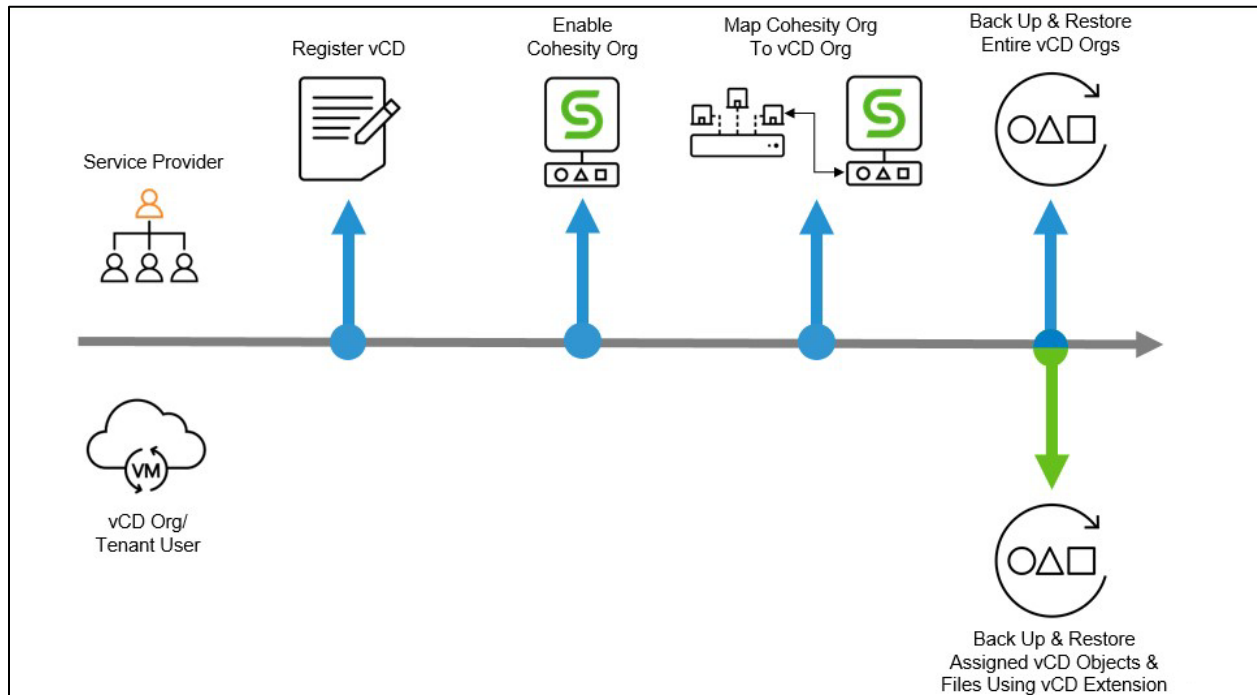 Register vCD
Enable
Cohesity Org
Map Cohesity Org
To vCD Org
Back Up & Restore
Entire vCD Orgs
Service Provider
VM
vCD Org/
Tenant User
Back Up & Restore
Assigned vCD Objects &
Files Using vCD Extension